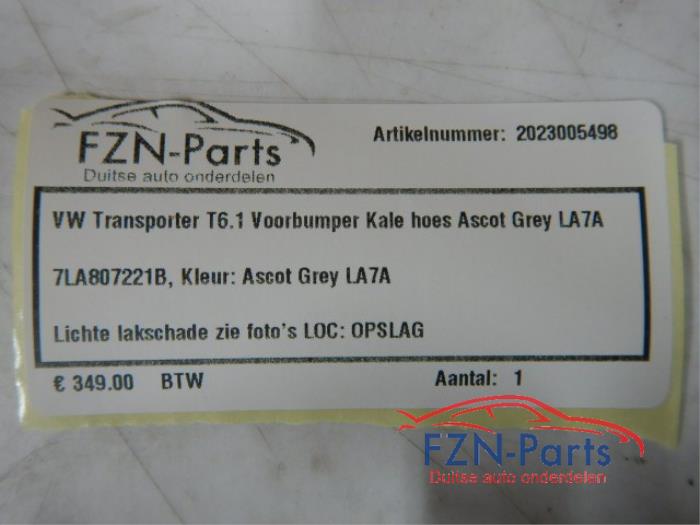 FZN-Parts
Duitse auto onderdelen
Artikelnummer: 2023005498
VW Transporter T6.1 Voorbumper Kale hoes Ascot Grey LA7A
7LA807221B, Kleur: Ascot Grey LA7A
Lichte lakschade zie foto's LOC: OPSLAG
€ 349.00 BTW Aantal: 1
FZN-Parts
Duitse auto onderdelen